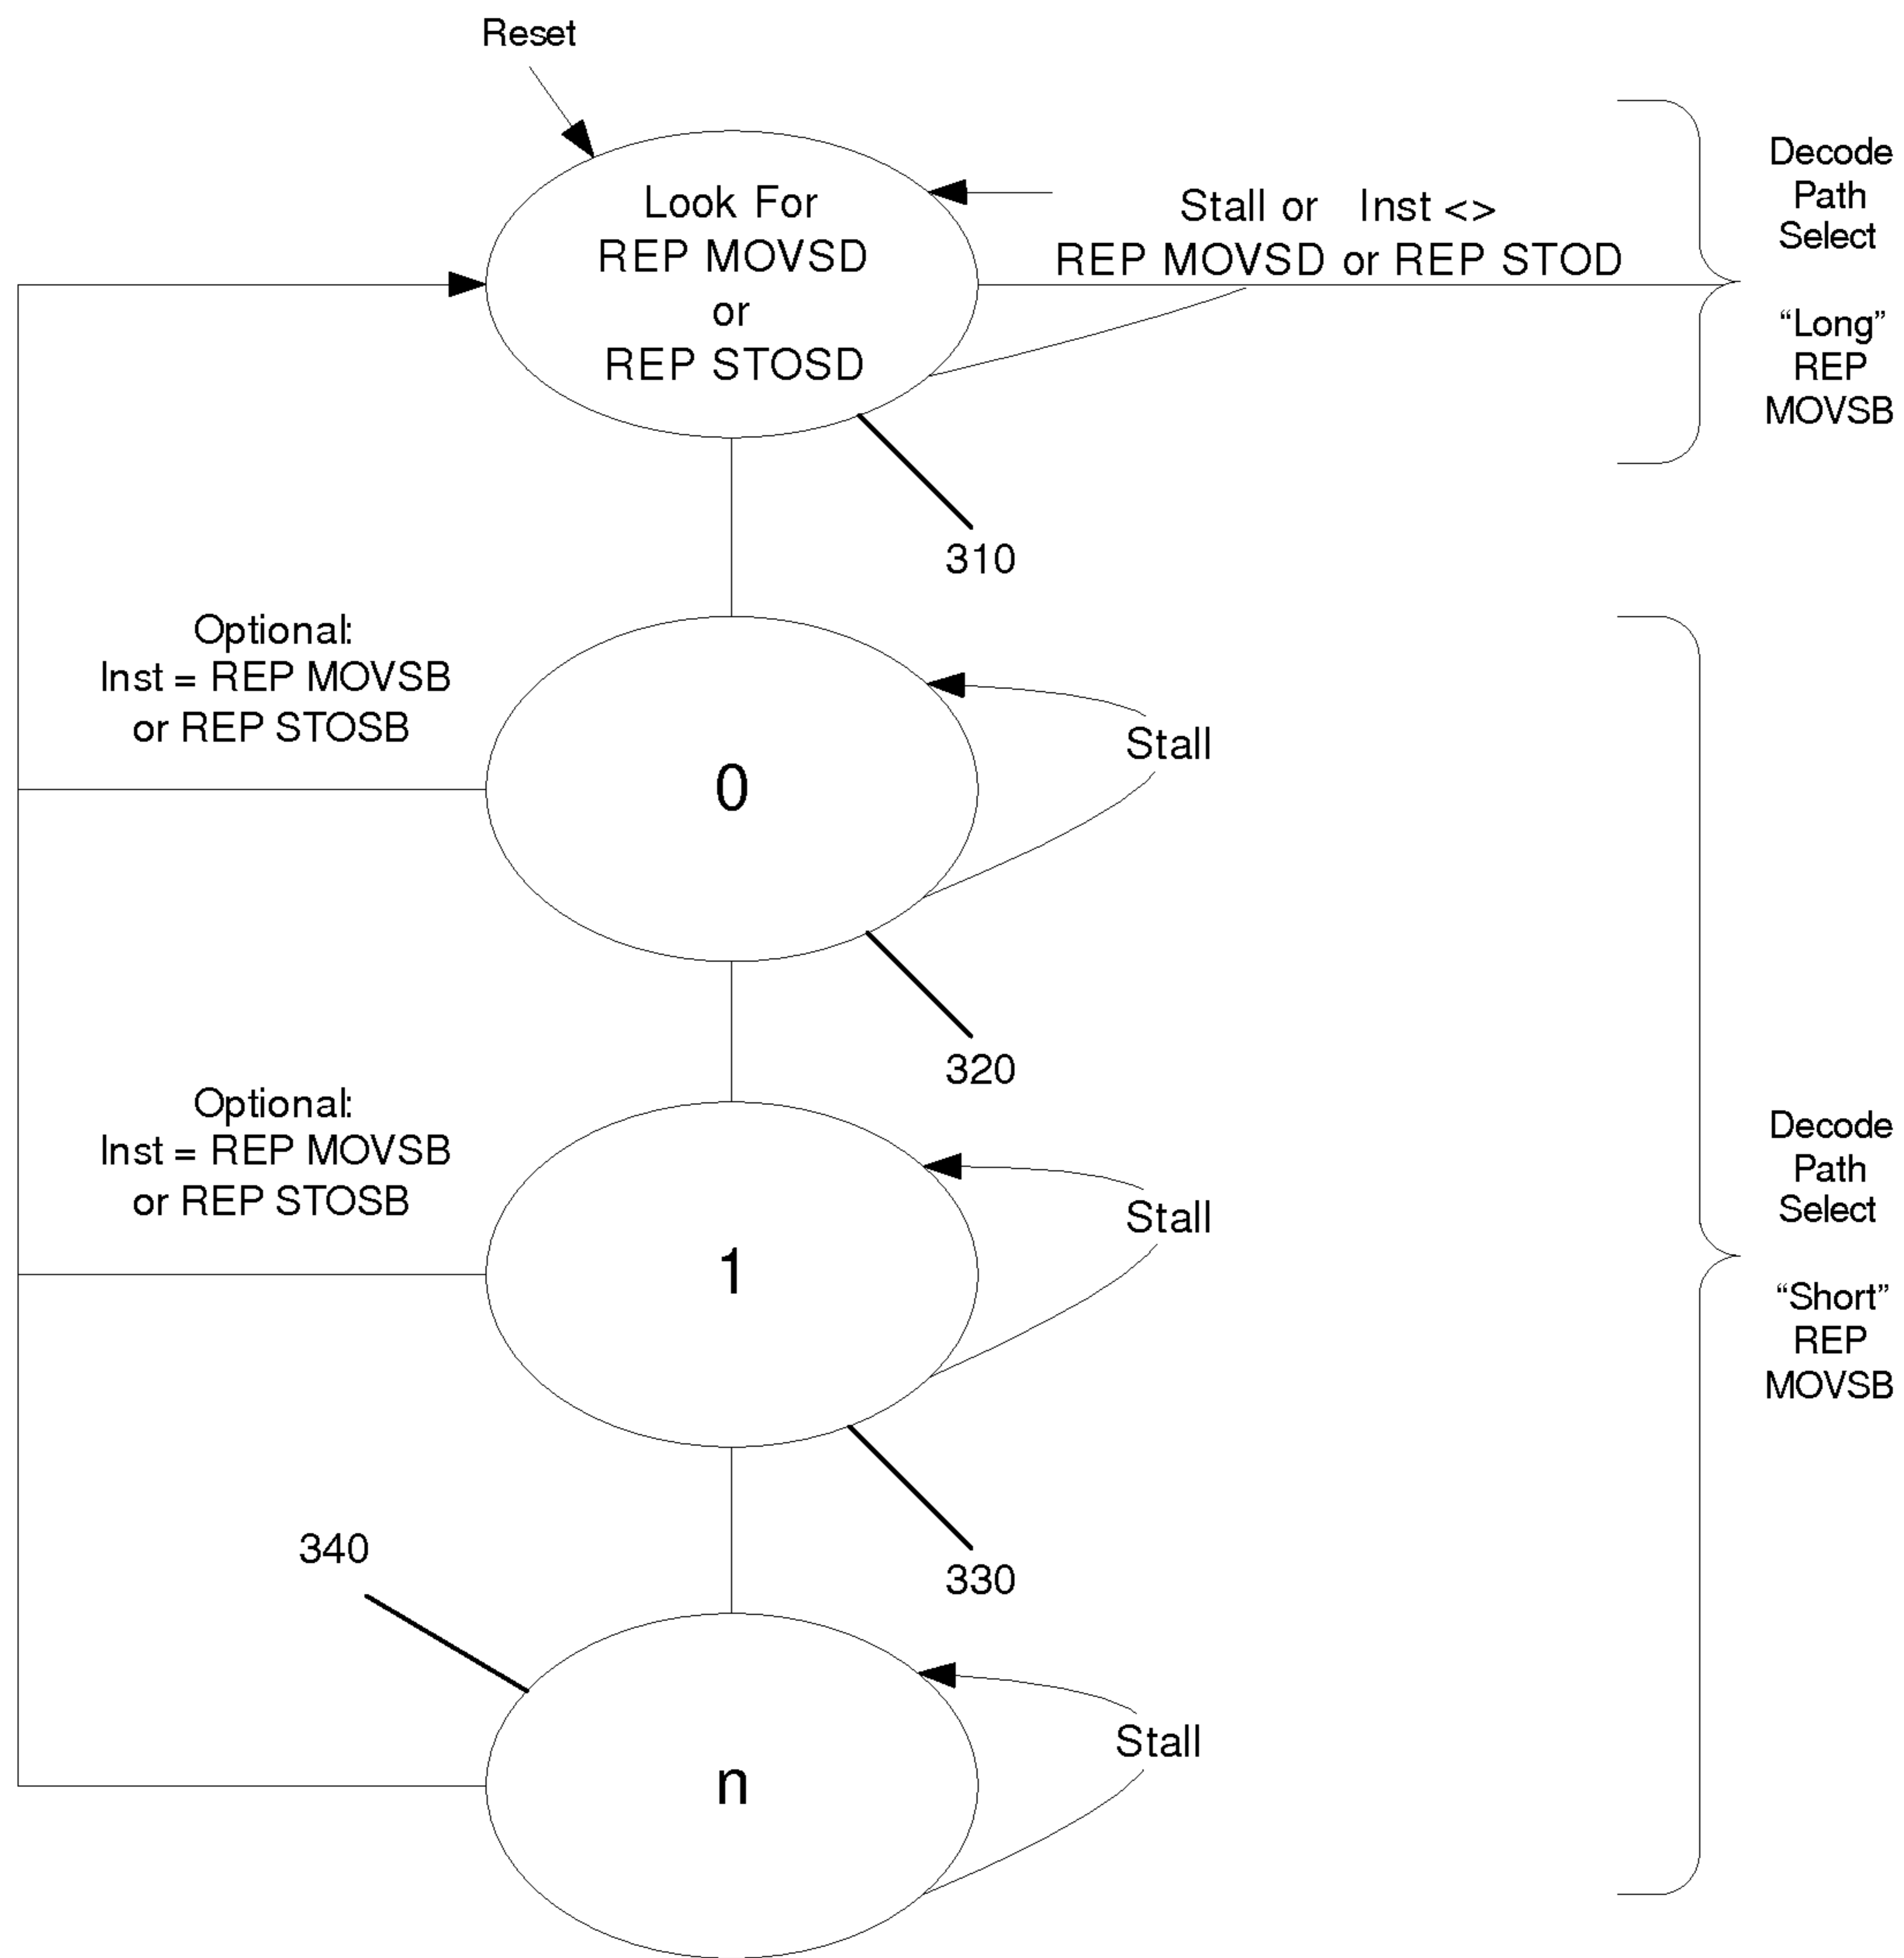 Reset
Look For
REP MOVSD
or
REP STOSD
Stall or Inst <>
REP MOVSD or REP STOD
Decode
Path
Select
“Long”
REP
MOVSB
310
Optional:
Inst = REP MOVSB
or REP STOSB
0
Stall
320
Optional:
Inst = REP MOVSB
or REP STOSB
1
Stall
330
Decode
Path
Select
“Short”
REP
MOVSB
340
n
Stall